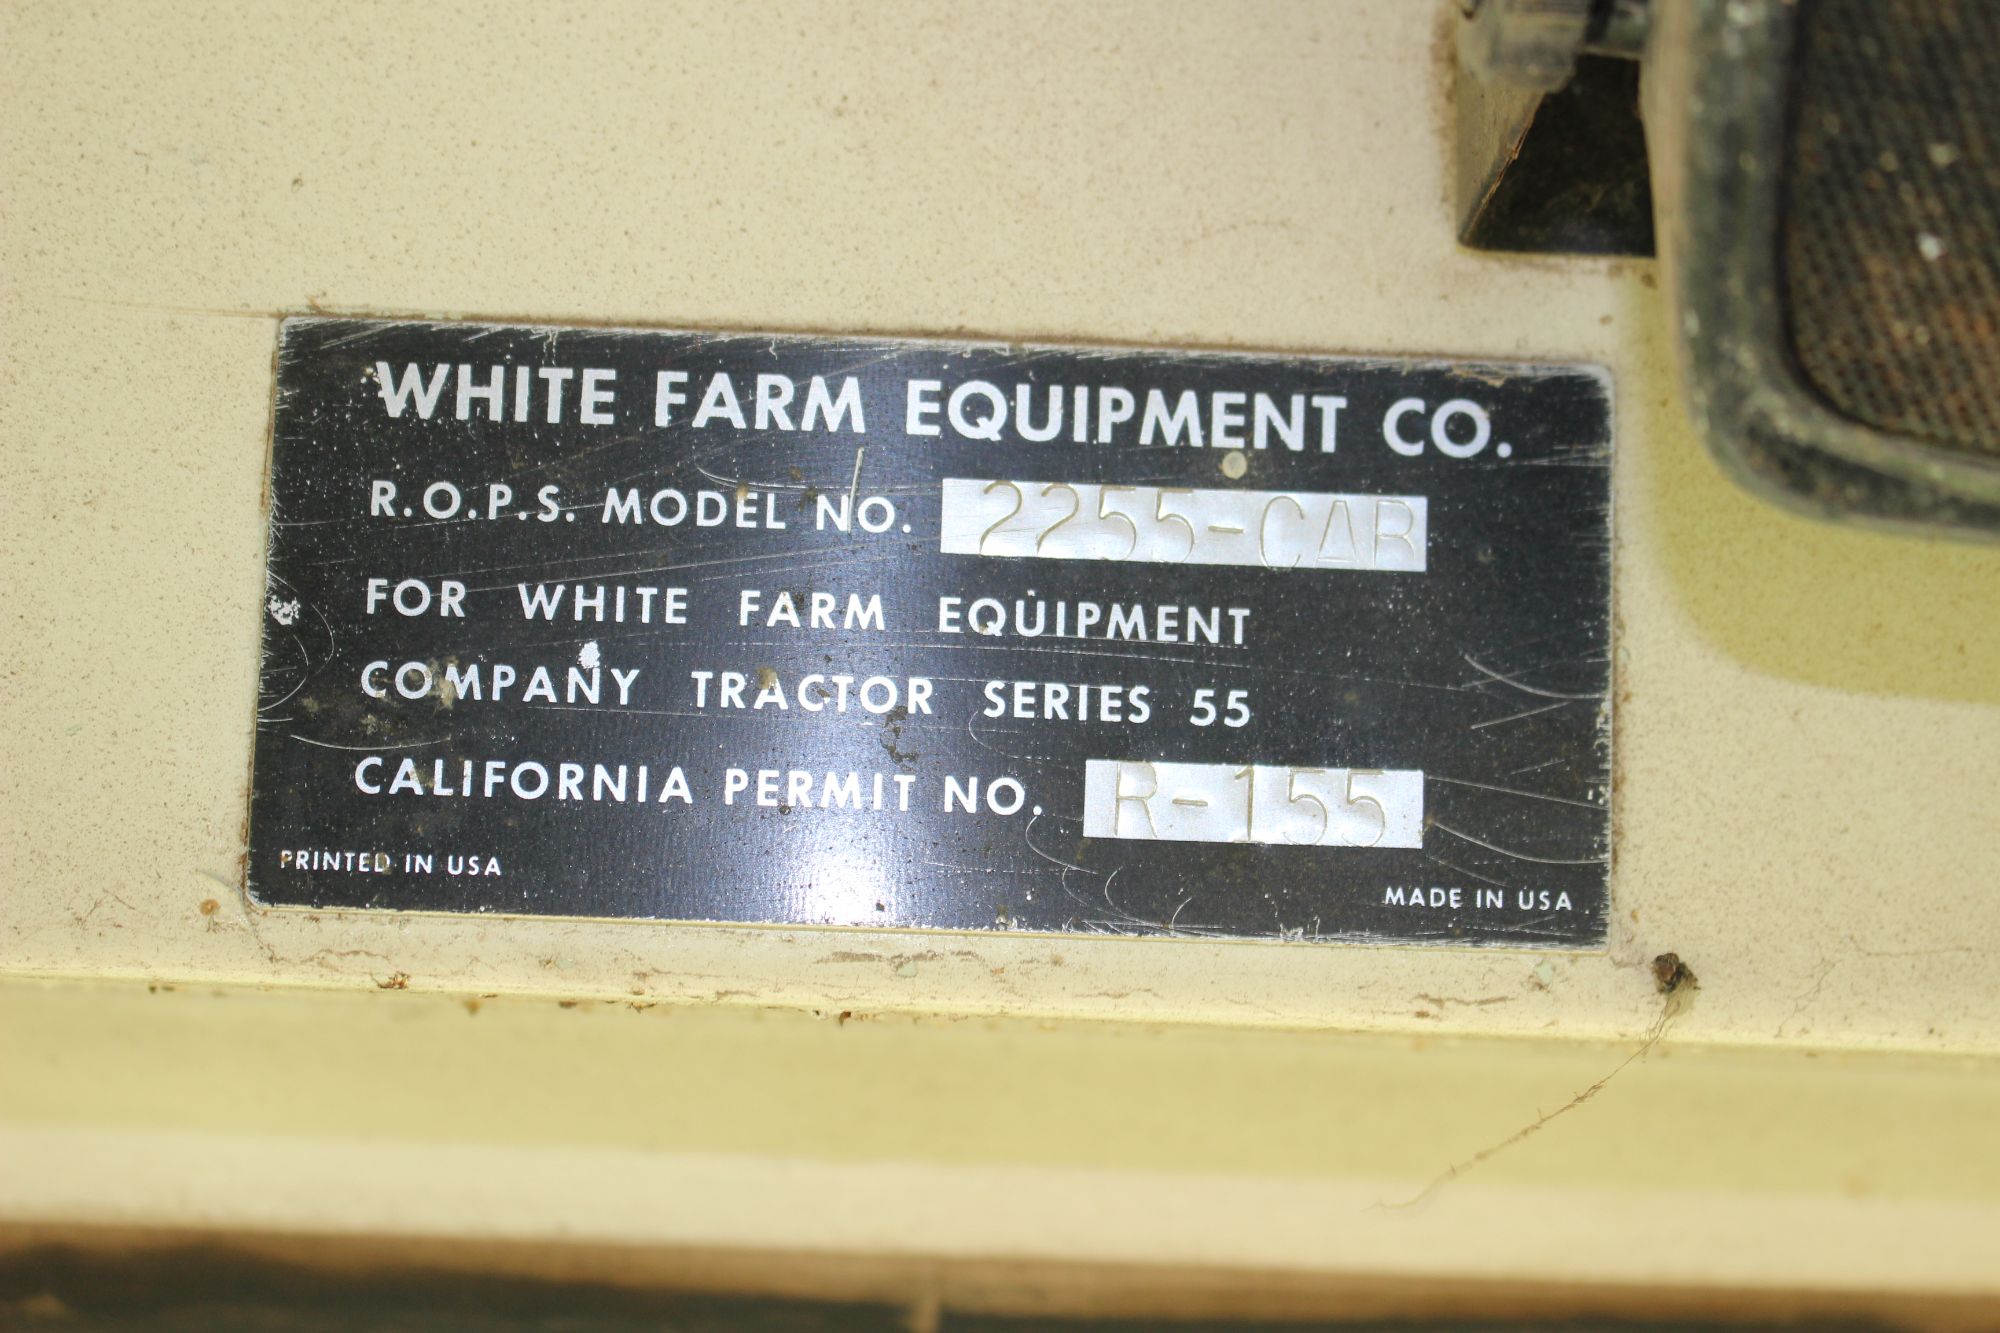 WHITE FARM EQUIPMENT CO.
R.O.P.S. MODEL NO. 2255-CAB
FOR WHITE FARM EQUIPMENT
COMPANY TRACTOR SERIES 55
CALIFORNIA PERMIT NO. R-155
PRINTED IN USA
MADE IN USA